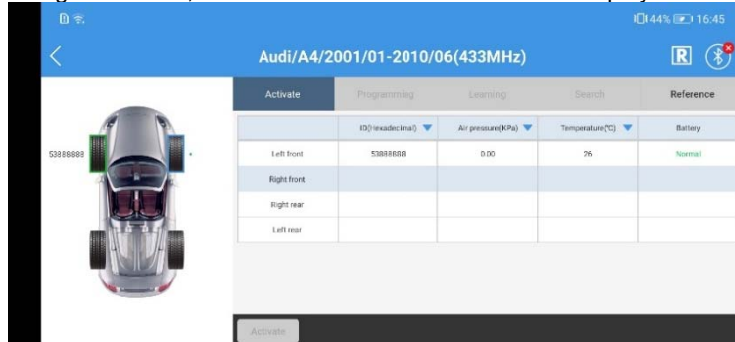 44% 16:45
Audi/A4/2001/01-2010/06(433MHz)
R
Activate Programming Learning Search Reference
ID(Hexadecimal) Air pressure(KPa) Temperature(℃) Battery
53888888
Left front 53888888 0.00 26 Normal
Right front
Right rear
Left rear
Activate